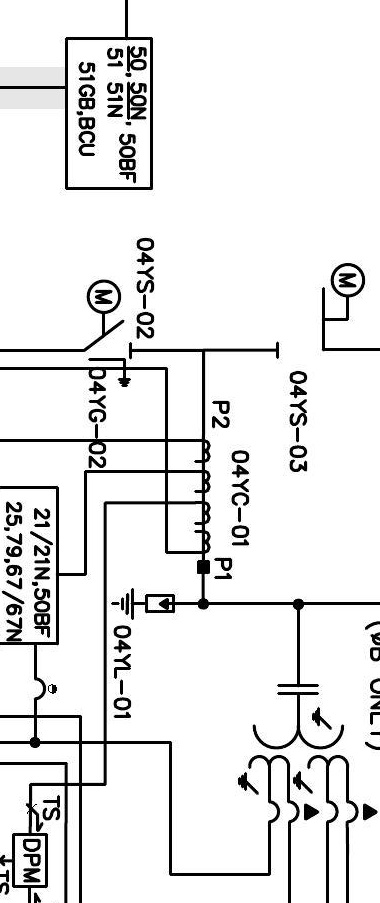 50, 50N, 50BF
51 51N
51GB,BCU
M
04YS-02
M
04YS-03
04YG-02
P2
04YC-01
P1
21/21N,50BF
25,79,67/67N
04YL-01
ONLY)
TS
DPM
TS